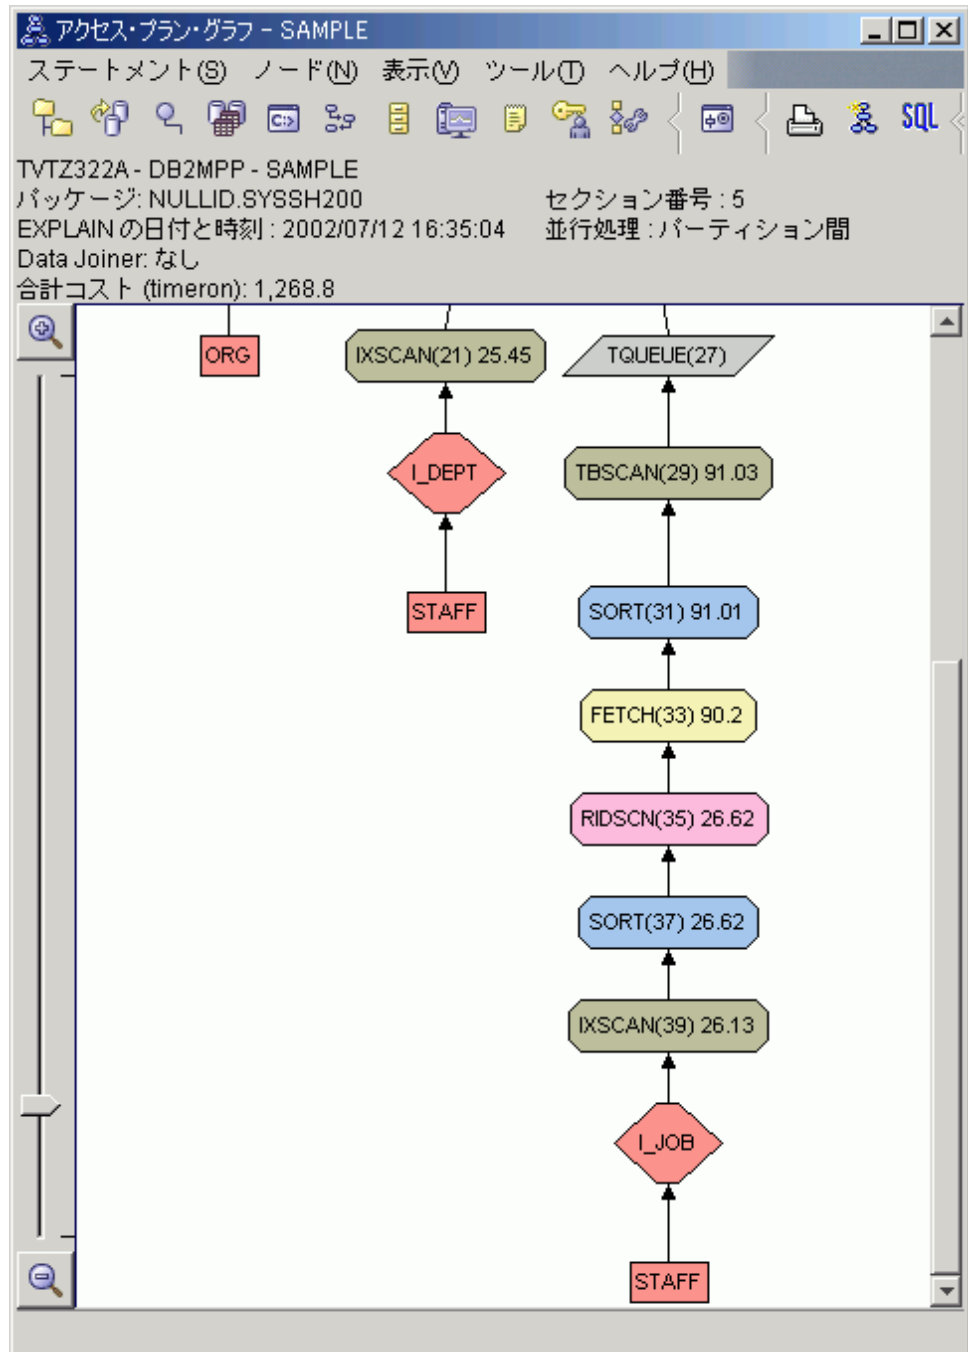 アクセス・プラン・グラフ - SAMPLE
ステートメント(S) ノード(N) 表示(V) ツール(T) ヘルプ(H)
C:>
SQL
TVTZ322A - DB2MPP - SAMPLE
パッケージ: NULLID.SYSSH200 セクション番号 : 5
EXPLAIN の日付と時刻 : 2002/07/12 16:35:04 並行処理 : パーティション間
Data Joiner: なし
合計コスト (timeron): 1,268.8
ORG
IXSCAN(21) 25.45
TQUEUE(27)
I_DEPT
TBSCAN(29) 91.03
STAFF
SORT(31) 91.01
FETCH(33) 90.2
RIDSCN(35) 26.62
SORT(37) 26.62
IXSCAN(39) 26.13
I_JOB
STAFF